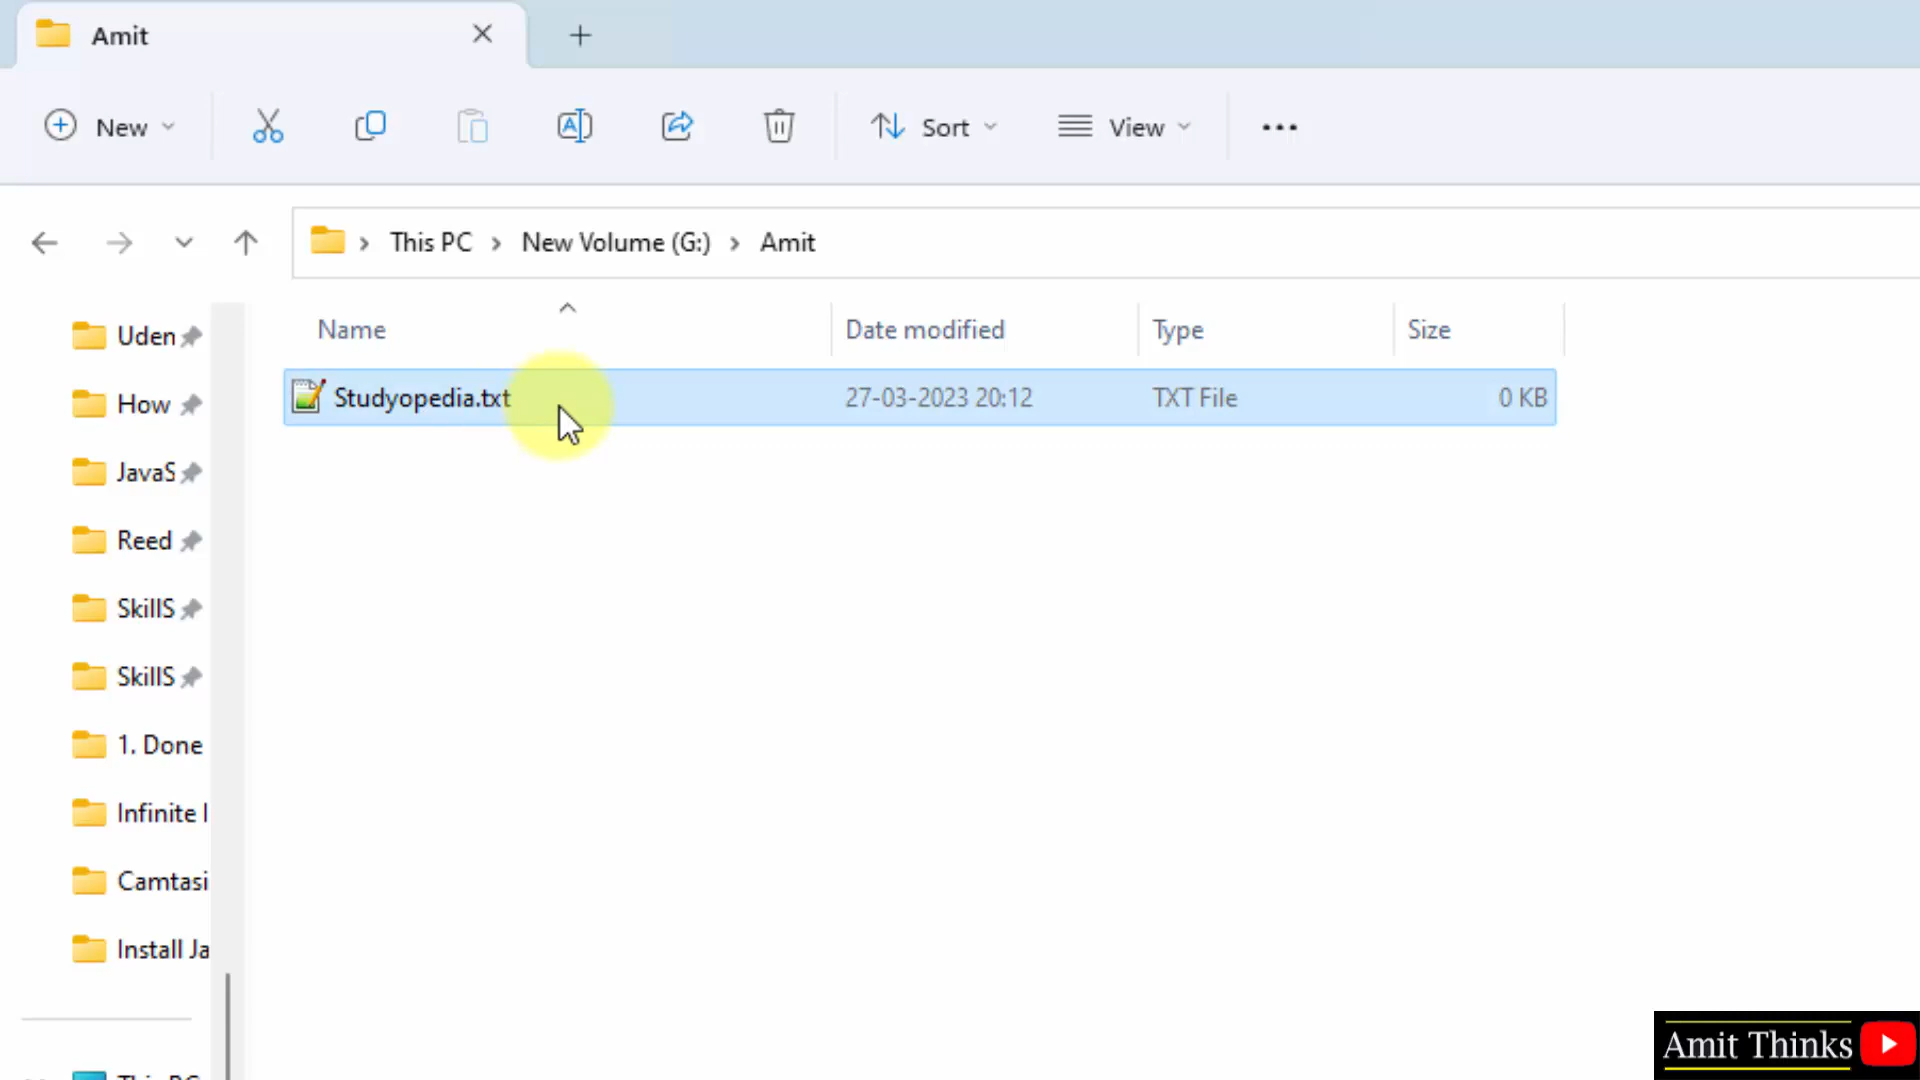 Amit
New
Sort
View
This PC > New Volume (G:) > Amit
Name
Date modified
Type
Size
Studyopedia.txt
27-03-2023 20:12
TXT File
0 KB
Uden
How
JavaS
Reed
SkillS
SkillS
1. Done
Infinite I
Camtasi
Install Ja
This PC
Amit Thinks